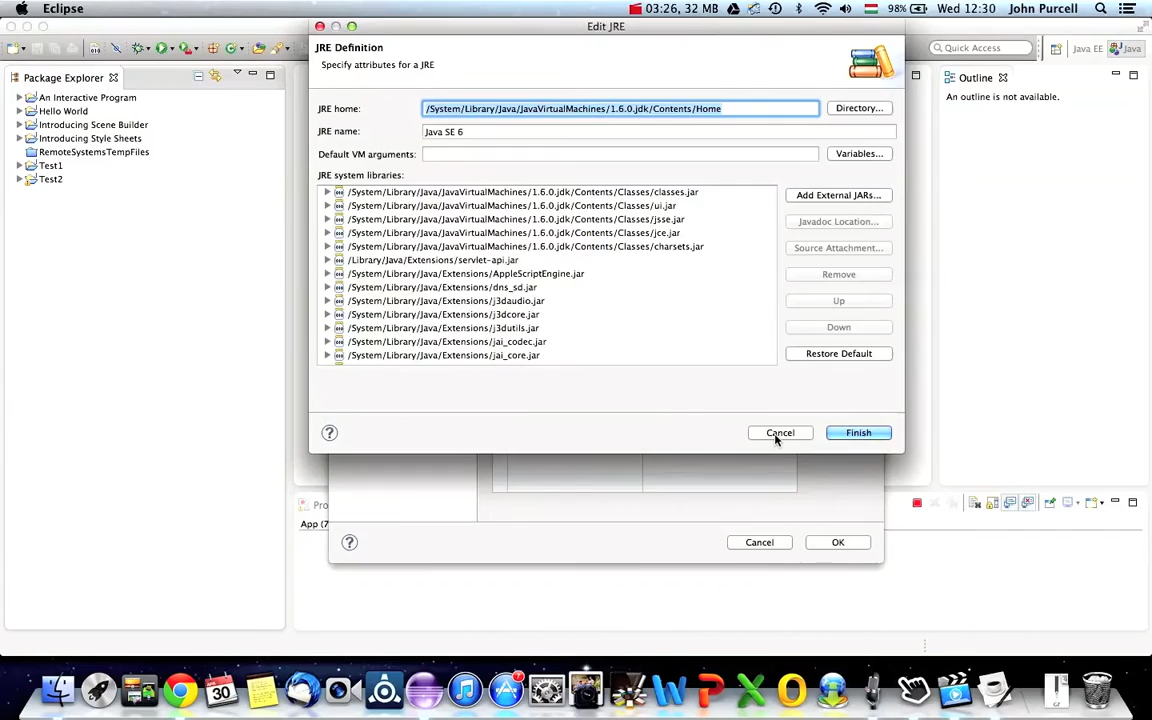 Eclipse
03:26, 32 MB
98%
Wed 12:30
John Purcell
Edit JRE
JRE Definition
Specify attributes for a JRE
Quick Access
Java EE
Java
Package Explorer
An Interactive Program
Hello World
Introducing Scene Builder
Introducing Style Sheets
RemoteSystemsTempFiles
Test1
Test2
Outline
An outline is not available.
JRE home:
/System/Library/Java/JavaVirtualMachines/1.6.0.jdk/Contents/Home
Directory...
JRE name:
Java SE 6
Default VM arguments:
Variables...
JRE system libraries:
/System/Library/Java/JavaVirtualMachines/1.6.0.jdk/Contents/Classes/classes.jar
/System/Library/Java/JavaVirtualMachines/1.6.0.jdk/Contents/Classes/ui.jar
/System/Library/Java/JavaVirtualMachines/1.6.0.jdk/Contents/Classes/jsse.jar
/System/Library/Java/JavaVirtualMachines/1.6.0.jdk/Contents/Classes/jce.jar
/System/Library/Java/JavaVirtualMachines/1.6.0.jdk/Contents/Classes/charsets.jar
/Library/Java/Extensions/servlet-api.jar
/System/Library/Java/Extensions/AppleScriptEngine.jar
/System/Library/Java/Extensions/dns_sd.jar
/System/Library/Java/Extensions/j3daudio.jar
/System/Library/Java/Extensions/j3dcore.jar
/System/Library/Java/Extensions/j3dutils.jar
/System/Library/Java/Extensions/jai_codec.jar
/System/Library/Java/Extensions/jai_core.jar
Add External JARs...
Javadoc Location...
Source Attachment...
Remove
Up
Down
Restore Default
Cancel
Finish
Pro
App (7
Cancel
OK